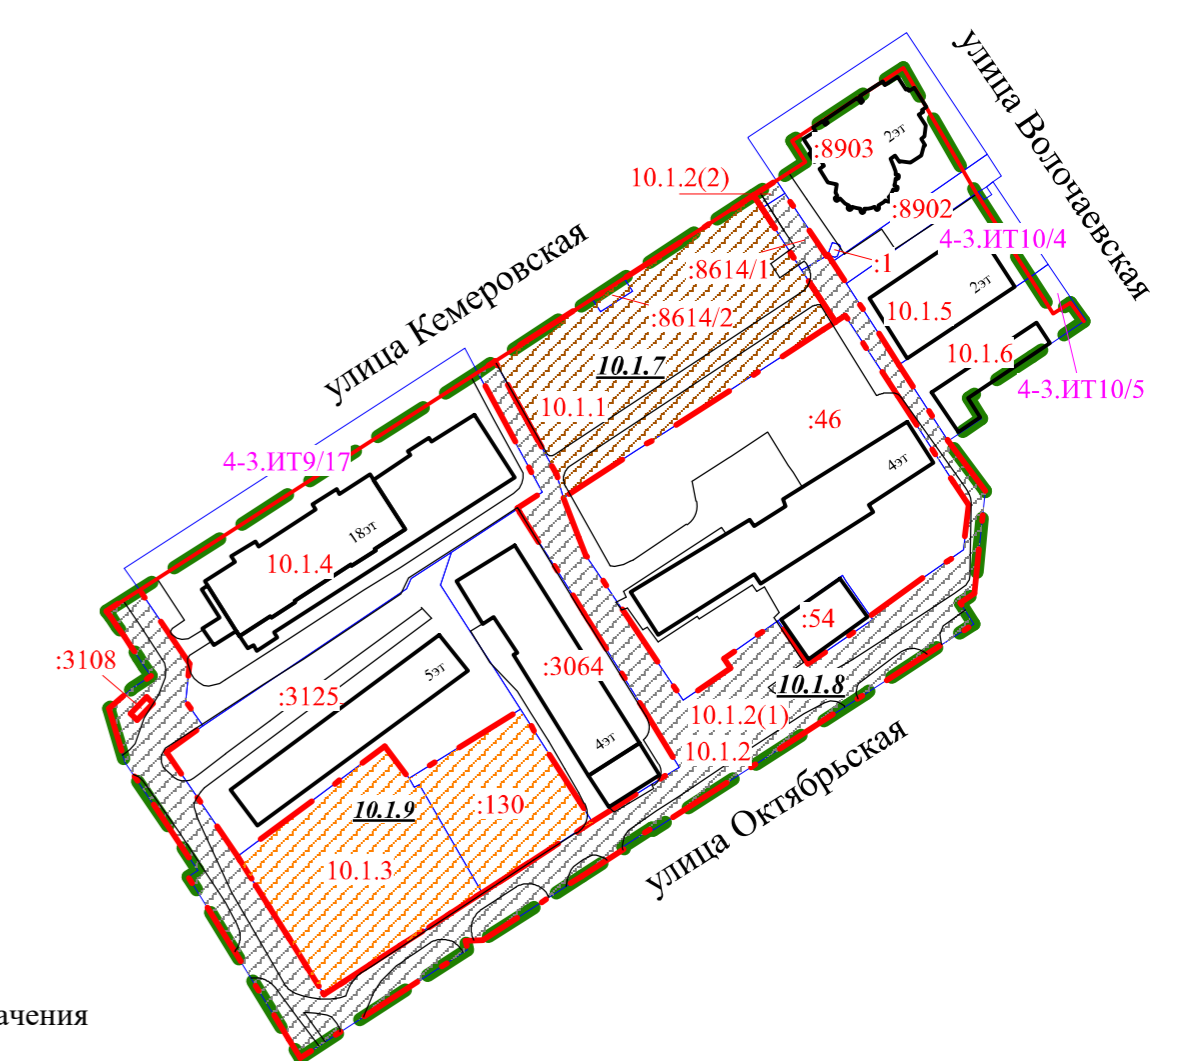 улица Волочаевская
2эт
:8903
10.1.2(2)
:8902
улица Кемеровская
4-3.ИТ10/4
:8614/1
:1
2эт
10.1.5
:8614/2
10.1.6
10.1.7
4-3.ИТ10/5
10.1.1
:46
4-3.ИТ9/17
4эт
18эт
10.1.4
:54
:3108
:3064
5эт
10.1.8
:3125
10.1.2(1)
4эт
10.1.2
улица Октябрьская
:130
10.1.9
10.1.3
ачения